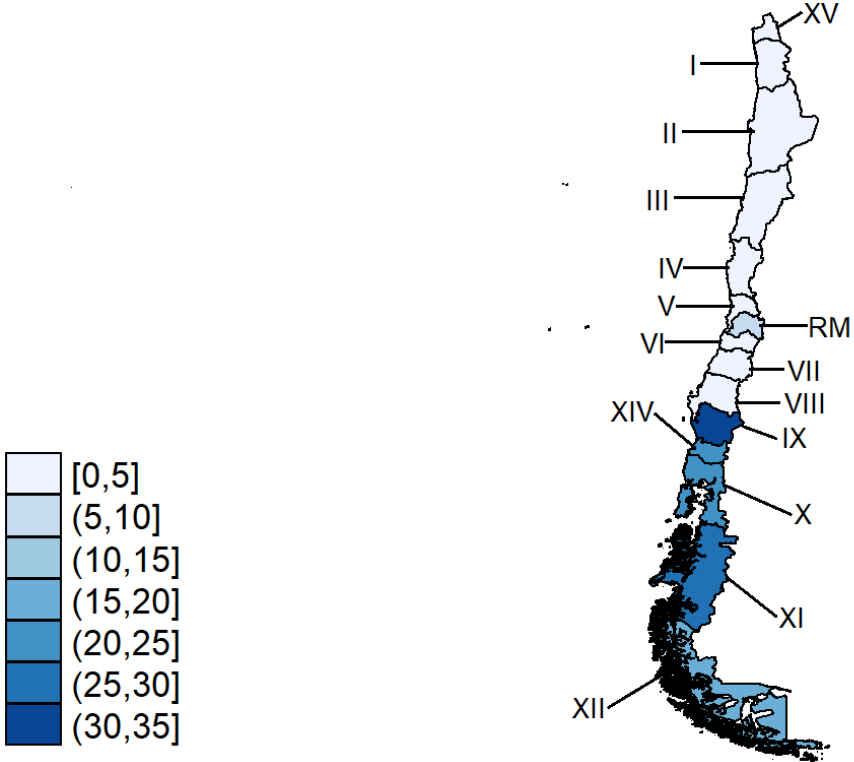 XV
I
II
III
IV
V
RM
VI
VII
VIII
XIV
IX
X
XI
XII
[0,5]
(5,10]
(10,15]
(15,20]
(20,25]
(25,30]
(30,35]